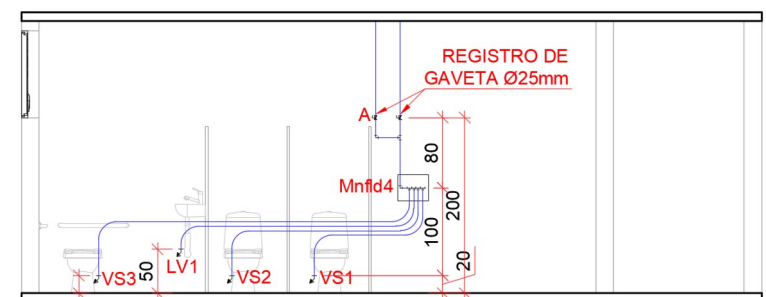 REGISTRO DE
GAVETA Ø25mm
A
80
Mnfld4
200
100
20
50
VS3
LV1
VS2
VS1